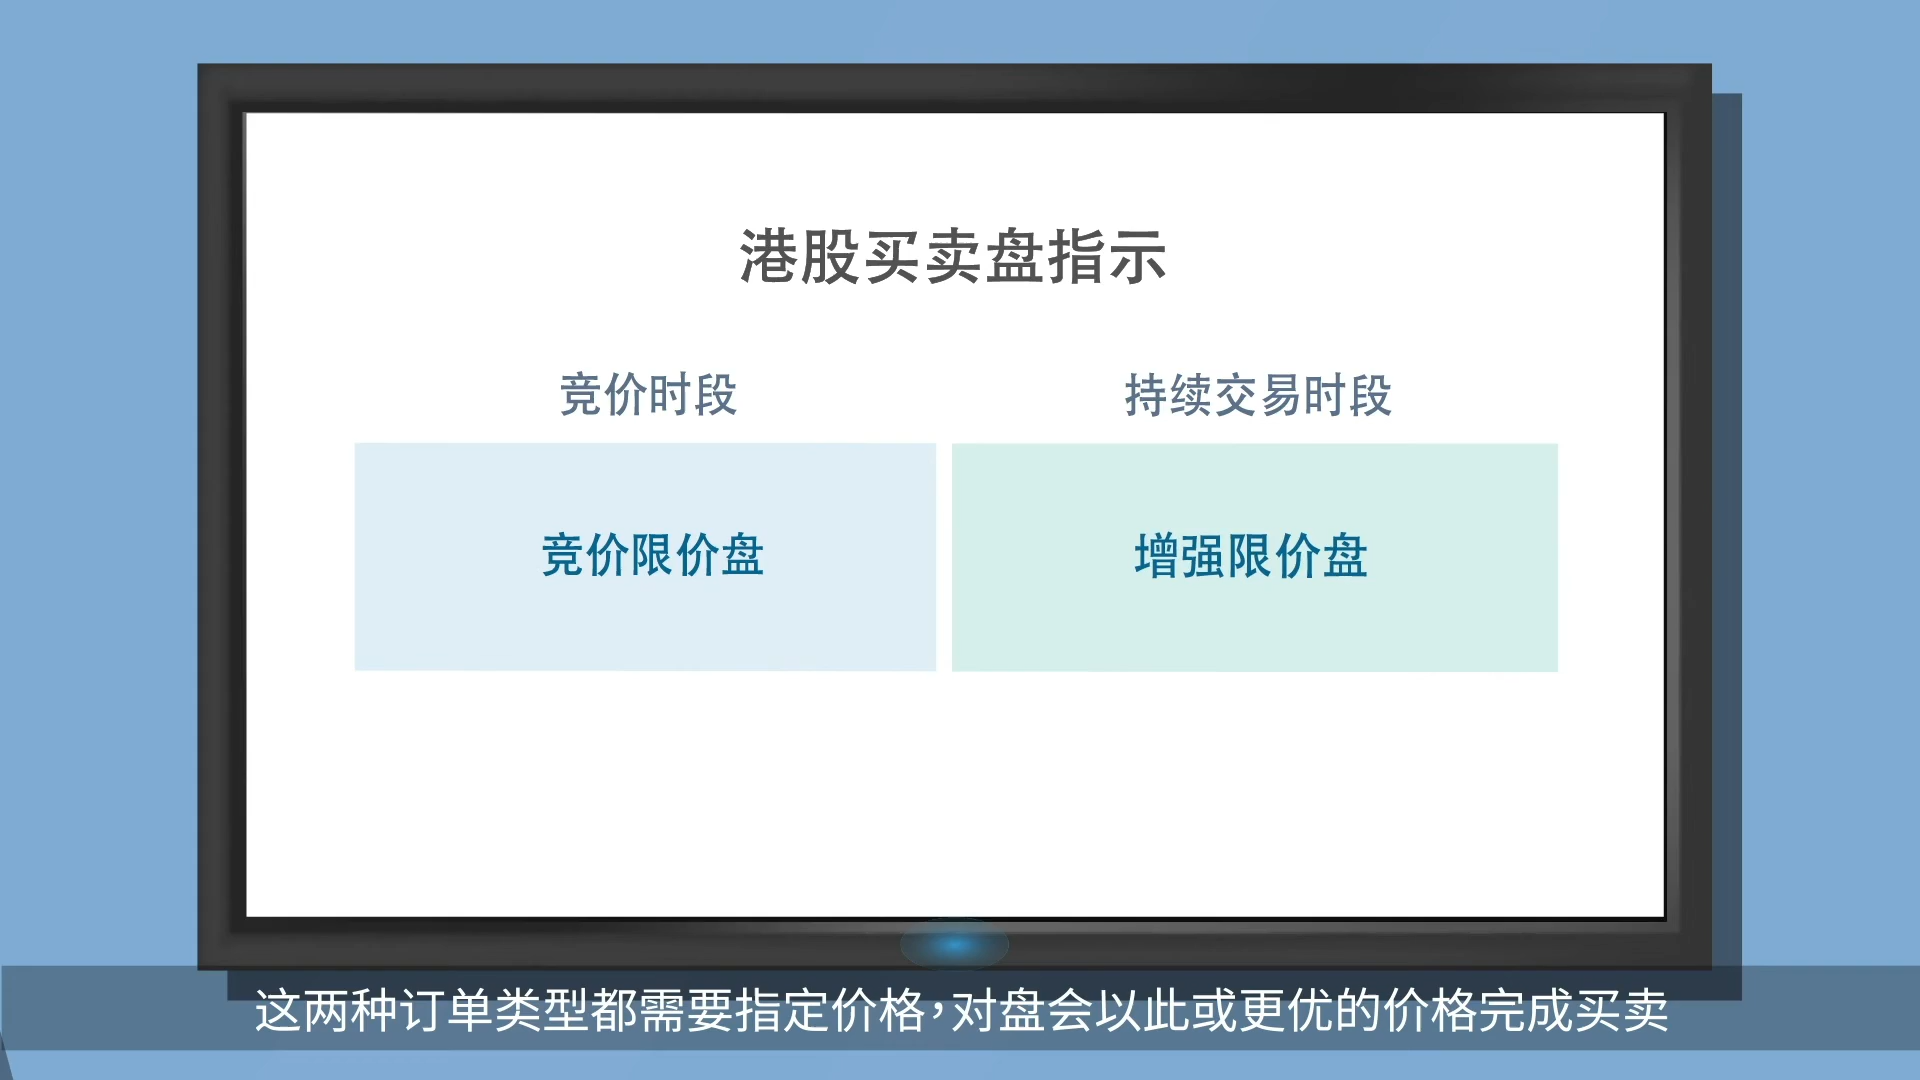 港股买卖盘指示
竞价时段
持续交易时段
竞价限价盘
增强限价盘
这两种订单类型都需要指定价格，对盘会以此或更优的价格完成买卖